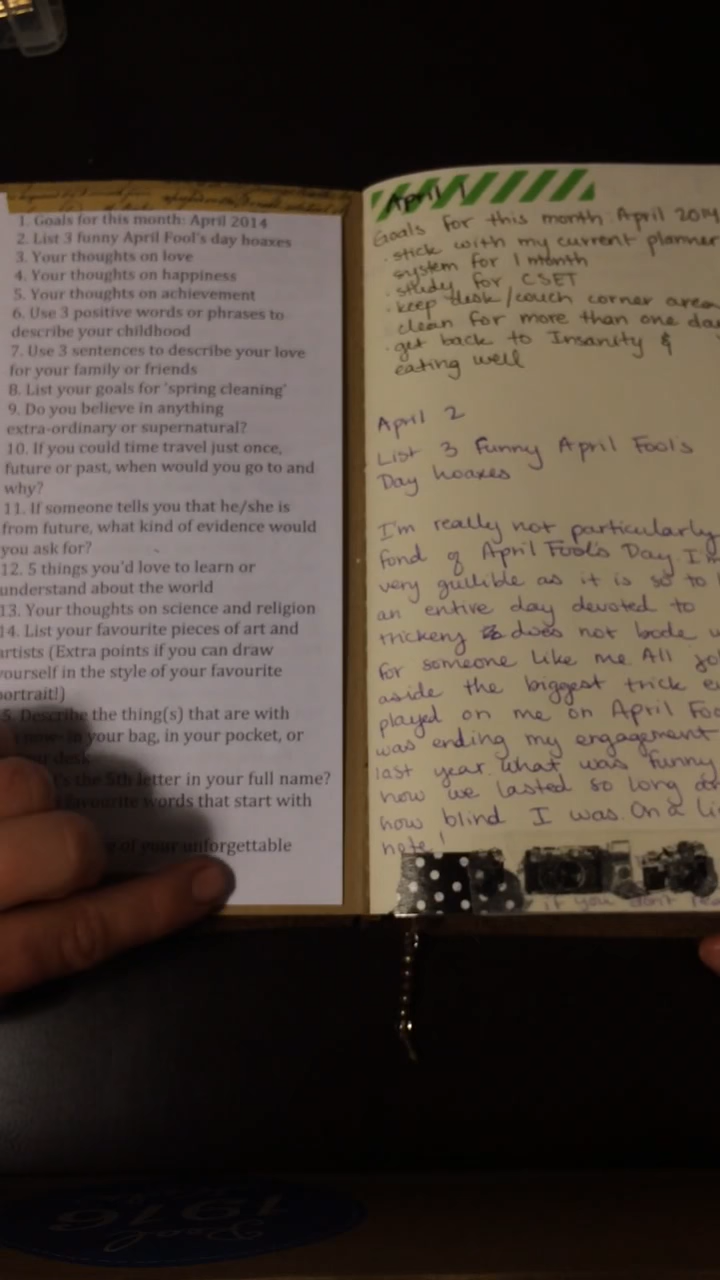 1. Goals for this month: April 2014
2. List 3 funny April Fool's day hoaxes
3. Your thoughts on love
4. Your thoughts on happiness
5. Your thoughts on achievement
6. Use 3 positive words or phrases to
describe your childhood
7. Use 3 sentences to describe your love
for your family or friends
8. List your goals for 'spring cleaning'
9. Do you believe in anything
extra-ordinary or supernatural?
10. If you could time travel just once,
future or past, when would you go to and
why?
11. If someone tells you that he/she is
from future, what kind of evidence would
you ask for?
12. 5 things you'd love to learn or
understand about the world
13. Your thoughts on science and religion
14. List your favourite pieces of art and
artists (Extra points if you can draw
yourself in the style of your favourite
portrait!)
5. Describe the thing(s) that are with
in your bag, in your pocket, or
desk
the 5th letter in your full name?
favourite words that start with
of your unforgettable
April 1
Goals for this month: April 2014
· stick with my current planner
system for 1 month
· study for CSET
· keep desk/couch corner area
clean for more than one da
· get back to Insanity &
eating well
April 2
List 3 Funny April Fool's
Day hoaxes
I'm really not particularly
fond of April Fool's Day. I'm
very gullible as it is so to
an entire day devoted to
trickery does not bode
for someone like me. All jo
aside the biggest trick e
played on me on April Foo
was ending my engagement
last year. What was funny
how we lasted so long
how blind I was. On a li
note!
if you don't
1916